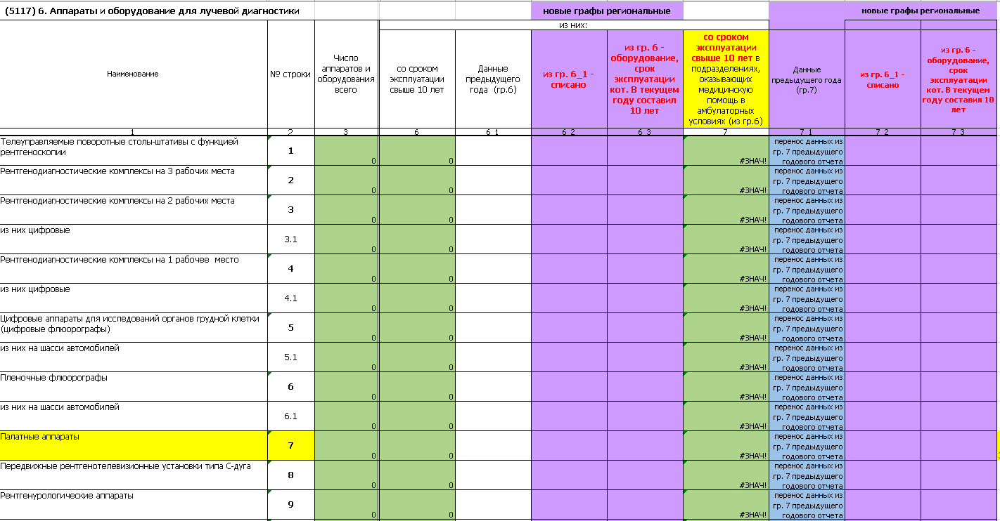 (5117) 6. Аппараты и оборудование для лучевой диагностики
новые графы региональные
новые графы региональные
из них:
Наименование
№ строки
Число
аппаратов и
оборудования
всего
со сроком
эксплуатации
свыше 10 лет
Данные
предыдущего
года (гр.6)
из гр. 6_1 -
списано
из гр. 6 -
оборудование,
срок
эксплуатации
кот. В текущем
году составил
10 лет
со сроком
эксплуатации
свыше 10 лет в
подразделениях,
оказывающих
медицинскую
помощь в
амбулаторных
условиях (из гр.6)
Данные
предыдущего года
(гр.7)
из гр. 6_1 -
списано
из гр. 6 -
оборудование,
срок
эксплуатации
кот. В текущем
году составил 10
лет
1 2 3 6 6_1 6_2 6_3 7 7_1 7_2 7_3
Телеуправляемые поворотные столы-штативы с функцией
рентгеноскопии
1
0
0
#ЗНАЧ!
перенос данных из
гр. 7 предыдущего
годового отчета
Рентгенодиагностические комплексы на 3 рабочих места
2
0
0
#ЗНАЧ!
перенос данных из
гр. 7 предыдущего
годового отчета
Рентгенодиагностические комплексы на 2 рабочих места
3
0
0
#ЗНАЧ!
перенос данных из
гр. 7 предыдущего
годового отчета
из них цифровые
3.1
0
0
#ЗНАЧ!
перенос данных из
гр. 7 предыдущего
годового отчета
Рентгенодиагностические комплексы на 1 рабочее место
4
0
0
#ЗНАЧ!
перенос данных из
гр. 7 предыдущего
годового отчета
из них цифровые
4.1
0
0
#ЗНАЧ!
перенос данных из
гр. 7 предыдущего
годового отчета
Цифровые аппараты для исследований органов грудной клетки
(цифровые флюорографы)
5
0
0
#ЗНАЧ!
перенос данных из
гр. 7 предыдущего
годового отчета
из них на шасси автомобилей
5.1
0
0
#ЗНАЧ!
перенос данных из
гр. 7 предыдущего
годового отчета
Пленочные флюорографы
6
0
0
#ЗНАЧ!
перенос данных из
гр. 7 предыдущего
годового отчета
из них на шасси автомобилей
6.1
0
0
#ЗНАЧ!
перенос данных из
гр. 7 предыдущего
годового отчета
Палатные аппараты
7
0
0
#ЗНАЧ!
перенос данных из
гр. 7 предыдущего
годового отчета
Передвижные рентгенотелевизионные установки типа С-дуга
8
0
0
#ЗНАЧ!
перенос данных из
гр. 7 предыдущего
годового отчета
Рентгенурологические аппараты
9
0
0
#ЗНАЧ!
перенос данных из
гр. 7 предыдущего
годового отчета